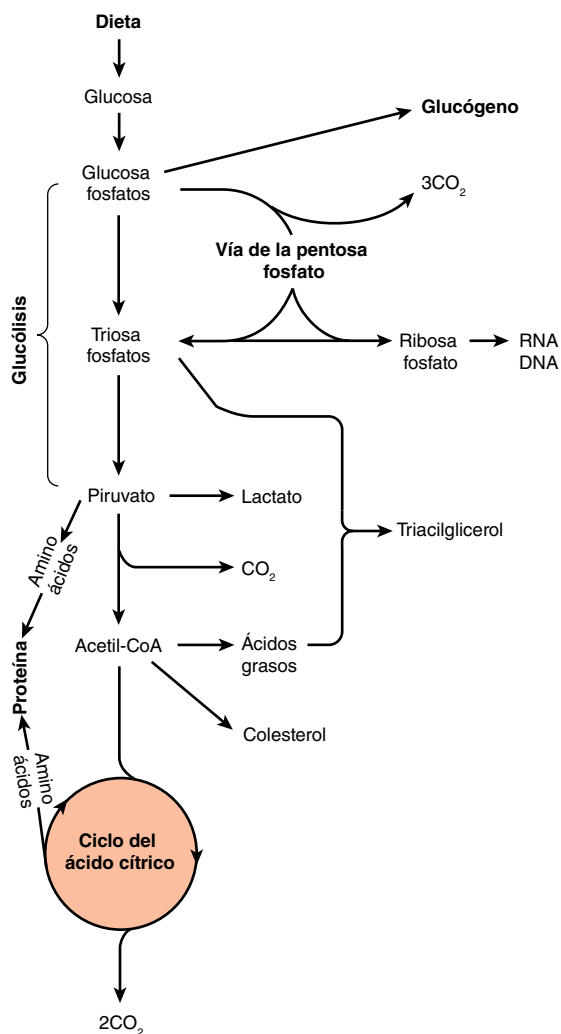 Dieta
Glucosa
Glucógeno
Glucosa
fosfatos
3CO₂
Vía de la pentosa
fosfato
Glucólisis
Triosa
fosfatos
Ribosa
fosfato
RNA
DNA
Piruvato
Lactato
Triacilglicerol
Amino
ácidos
CO₂
Proteína
Acetil-CoA
Ácidos
grasos
Colesterol
Amino
ácidos
Ciclo del
ácido cítrico
2CO₂